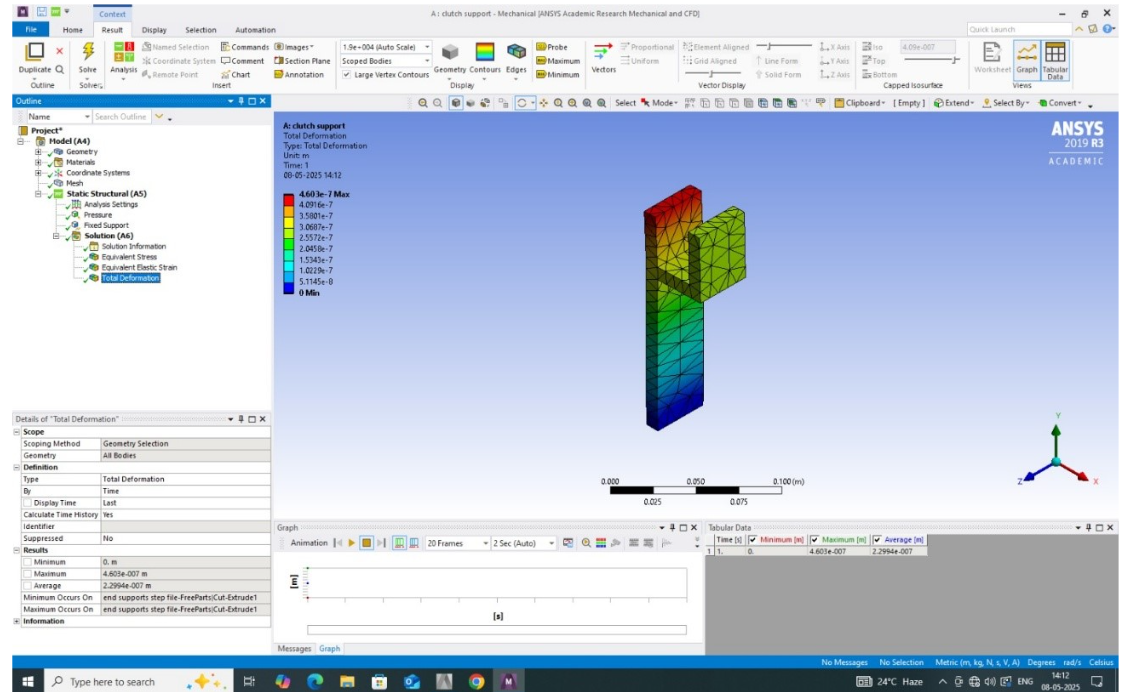 Context
A : clutch support - Mechanical [ANSYS Academic Research Mechanical and CFD]
File Home Result Display Selection Automation
Quick Launch
Duplicate Q
Solve
Analysis
Named Selection
Coordinate System
Remote Point
Commands
Comment
Chart
Images
Section Plane
Annotation
1.9e+004 (Auto Scale)
Scoped Bodies
Large Vertex Contours
Geometry Contours Edges
Probe
Maximum
Minimum
Vectors
Proportional
Uniform
Element Aligned
Grid Aligned
Line Form
Solid Form
X Axis
Y Axis
Z Axis
Iso
Top
Bottom
4.09e-007
Worksheet Graph Tabular Data
Outline Solver Insert Display Vector Display Capped Isosurface Views
Outline
Name Search Outline
Select Mode Clipboard [ Empty ] Extend Select By Convert
Project*
Model (A4)
Geometry
Materials
Coordinate Systems
Mesh
Static Structural (A5)
Analysis Settings
Pressure
Fixed Support
Solution (A6)
Solution Information
Equivalent Stress
Equivalent Elastic Strain
Total Deformation
A: clutch support
Total Deformation
Type: Total Deformation
Unit: m
Time: 1
08-05-2025 14:12
4.603e-7 Max
4.0916e-7
3.5801e-7
3.0687e-7
2.5572e-7
2.0458e-7
1.5343e-7
1.0229e-7
5.1145e-8
0 Min
ANSYS
2019 R3
ACADEMIC
Y
Z X
0.000 0.050 0.100 (m)
0.025 0.075
Details of "Total Deformation"
Scope
Scoping Method Geometry Selection
Geometry All Bodies
Definition
Type Total Deformation
By Time
Display Time Last
Calculate Time History Yes
Identifier
Suppressed No
Results
Minimum 0. m
Maximum 4.603e-007 m
Average 2.2994e-007 m
Minimum Occurs On end supports step file-FreeParts|Cut-Extrude1
Maximum Occurs On end supports step file-FreeParts|Cut-Extrude1
Information
Graph
Animation 20 Frames 2 Sec (Auto)
[m]
[s]
Messages Graph
Tabular Data
Time [s] Minimum [m] Maximum [m] Average [m]
1 1. 0. 4.603e-007 2.2994e-007
No Messages No Selection Metric (m, kg, N, s, V, A) Degrees rad/s Celsius
Type here to search
24°C Haze
ENG
14:12
08-05-2025